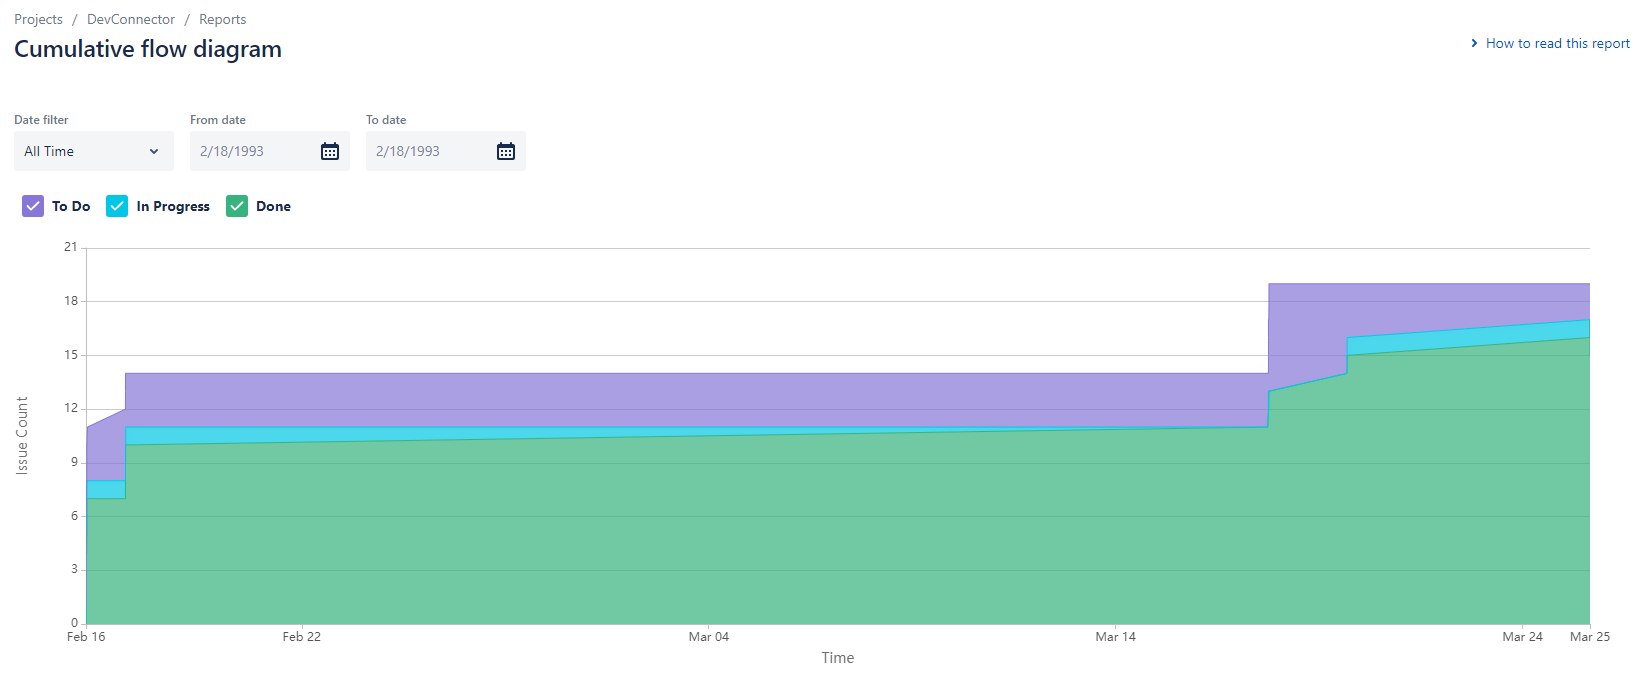 Projects / DevConnector / Reports
Cumulative flow diagram
How to read this report
Date filter From date To date
All Time 2/18/1993 2/18/1993
To Do In Progress Done
21
18
15
12
9
6
3
0
Issue Count
Feb 16 Feb 22 Mar 04 Mar 14 Mar 24 Mar 25
Time